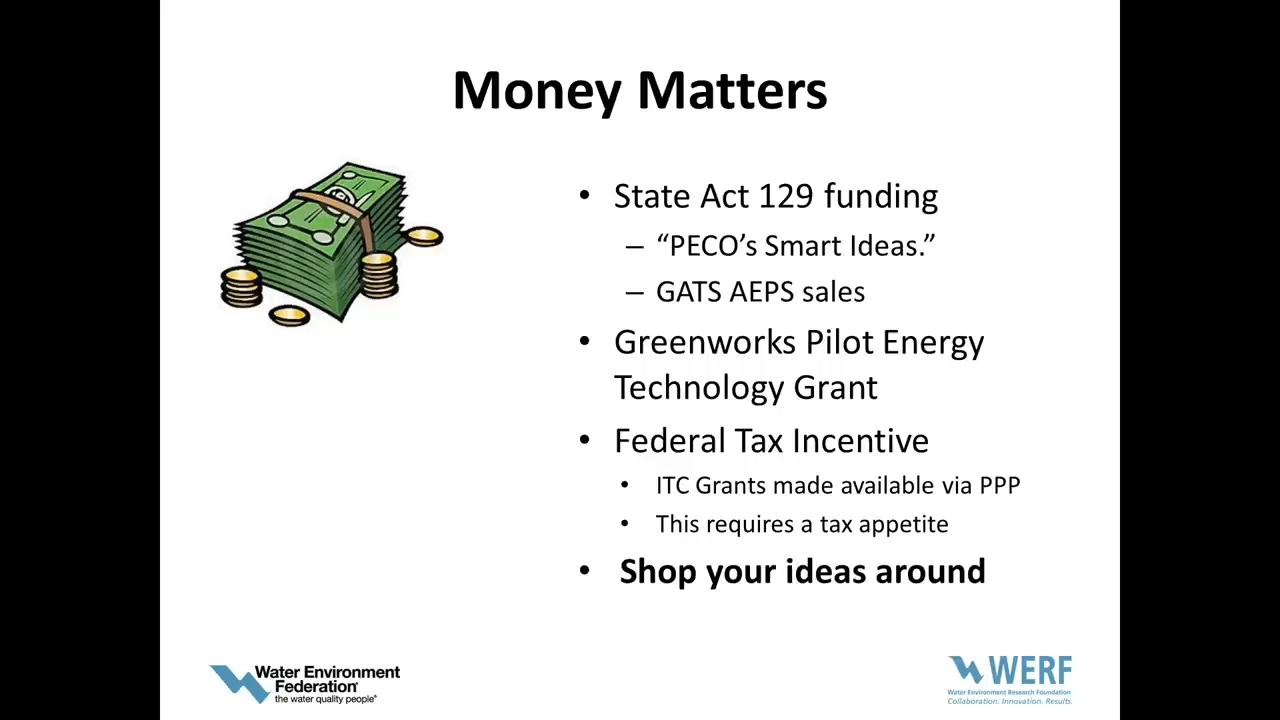 Money Matters
• State Act 129 funding
– “PECO’s Smart Ideas.”
– GATS AEPS sales
• Greenworks Pilot Energy
Technology Grant
• Federal Tax Incentive
• ITC Grants made available via PPP
• This requires a tax appetite
• Shop your ideas around
Water Environment
Federation
the water quality people®
WERF
Water Environment Research Foundation
Collaboration. Innovation. Results.